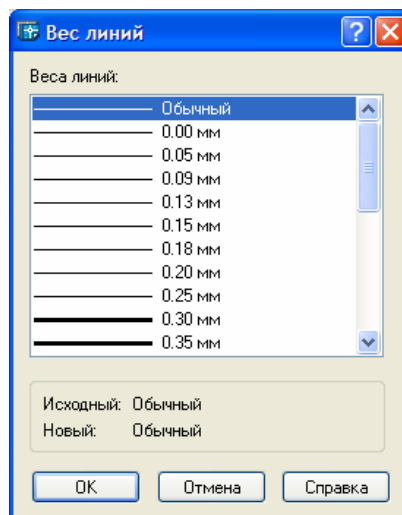 Вес линий
Веса линий:
Обычный
0.00 мм
0.05 мм
0.09 мм
0.13 мм
0.15 мм
0.18 мм
0.20 мм
0.25 мм
0.30 мм
0.35 мм
Исходный: Обычный
Новый: Обычный
OK Отмена Справка